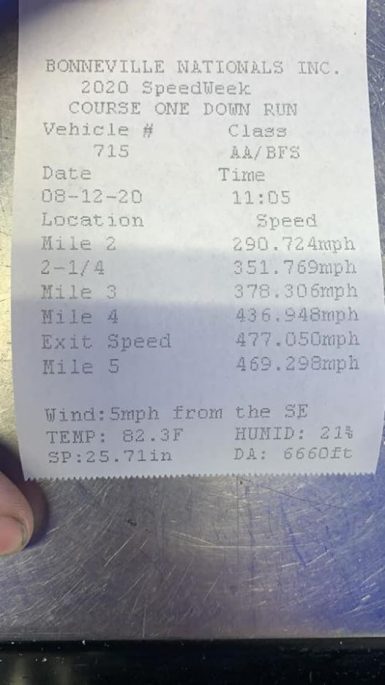 BONNEVILLE NATIONALS INC.
2020 SpeedWeek
COURSE ONE DOWN RUN
Vehicle # Class
715 AA/BFS
Date Time
08-12-20 11:05
Location Speed
Mile 2 290.724mph
2-1/4 351.769mph
Mile 3 378.306mph
Mile 4 436.948mph
Exit Speed 477.050mph
Mile 5 469.298mph
Wind:5mph from the SE
TEMP: 82.3F HUMID: 21%
SP:25.71in DA: 6660ft